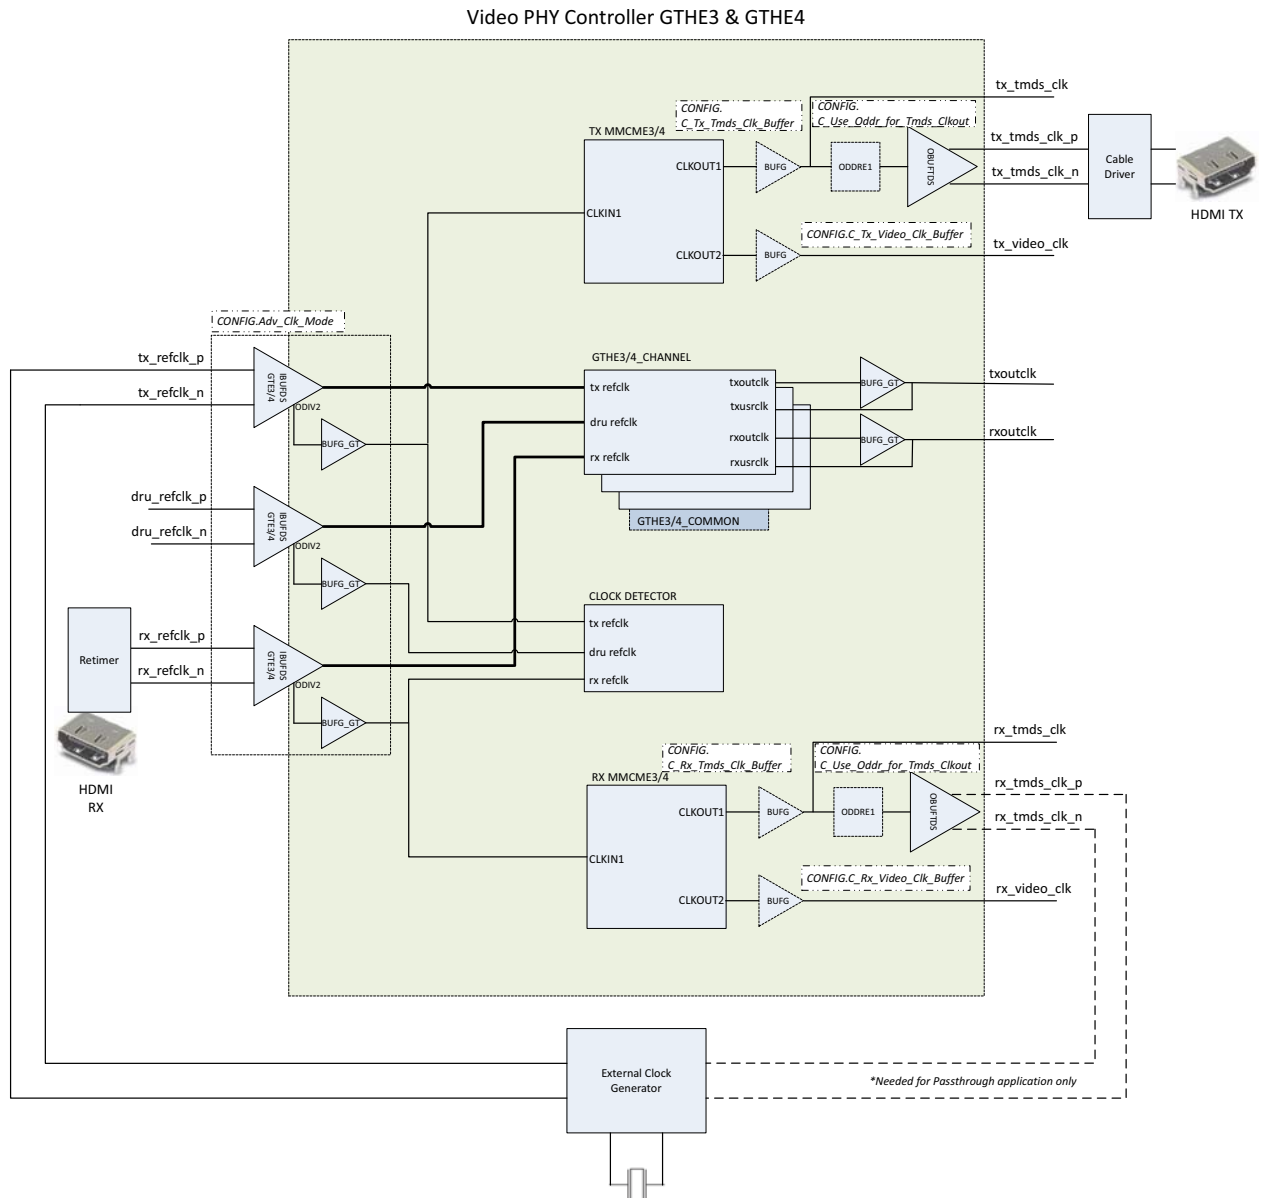 Video PHY Controller GTHE3 & GTHE4
tx_tmds_clk
CONFIG.
C_Tx_Tmds_Clk_Buffer
CONFIG.
C_Use_Oddr_for_Tmds_Clkout
TX MMCME3/4
CLKOUT1
BUFG
ODDRE1
OBUFTDS
tx_tmds_clk_p
tx_tmds_clk_n
Cable
Driver
HDMI TX
CLKIN1
CONFIG.C_Tx_Video_Clk_Buffer
CLKOUT2
BUFG
tx_video_clk
CONFIG.Adv_Clk_Mode
tx_refclk_p
tx_refclk_n
IBUFDS
GTE3/4
ODIV2
BUFG_GT
GTHE3/4_CHANNEL
tx refclk
dru refclk
rx refclk
txoutclk
txusrclk
rxoutclk
rxusrclk
BUFG_GT
BUFG_GT
txoutclk
rxoutclk
GTHE3/4_COMMON
dru_refclk_p
dru_refclk_n
IBUFDS
GTE3/4
ODIV2
BUFG_GT
CLOCK DETECTOR
tx refclk
dru refclk
rx refclk
Retimer
rx_refclk_p
rx_refclk_n
IBUFDS
GTE3/4
ODIV2
BUFG_GT
HDMI
RX
rx_tmds_clk
CONFIG.
C_Rx_Tmds_Clk_Buffer
CONFIG.
C_Use_Oddr_for_Tmds_Clkout
RX MMCME3/4
CLKOUT1
BUFG
ODDRE1
OBUFTDS
rx_tmds_clk_p
rx_tmds_clk_n
CLKIN1
CONFIG.C_Rx_Video_Clk_Buffer
CLKOUT2
BUFG
rx_video_clk
External Clock
Generator
*Needed for Passthrough application only